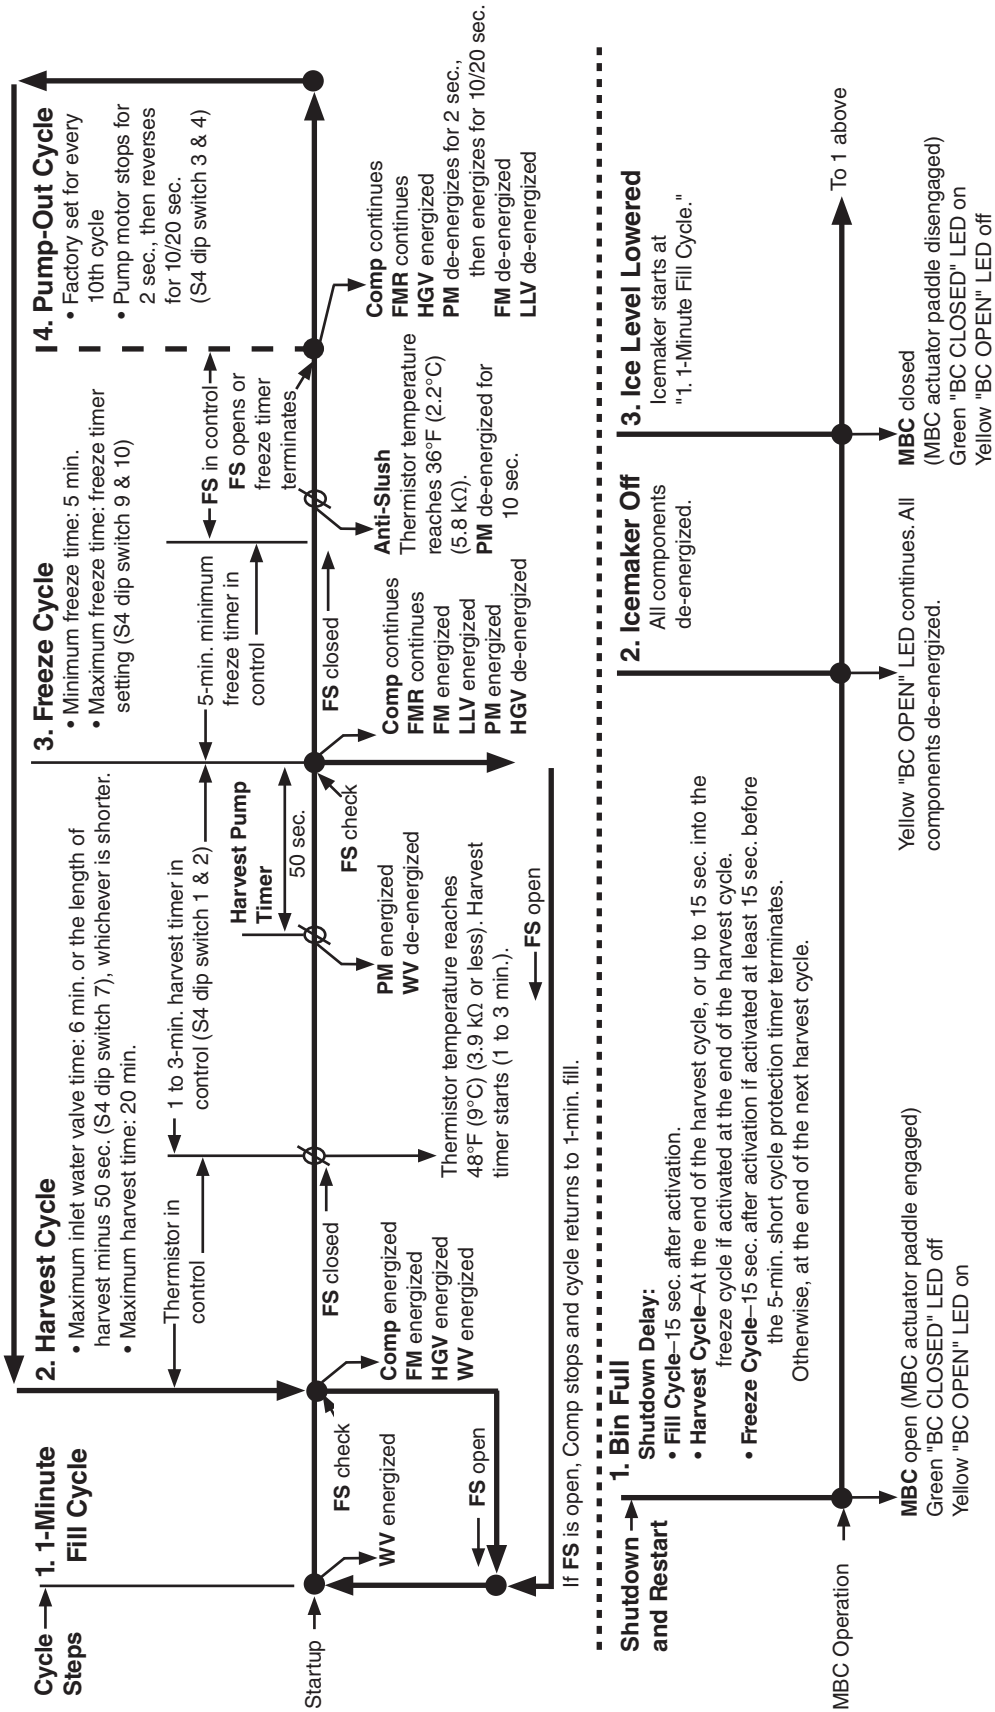 Cycle
Steps
1. 1-Minute
Fill Cycle
2. Harvest Cycle
• Maximum inlet water valve time: 6 min. or the length of
harvest minus 50 sec. (S4 dip switch 7), whichever is shorter.
• Maximum harvest time: 20 min.
3. Freeze Cycle
• Minimum freeze time: 5 min.
• Maximum freeze time: freeze timer
setting (S4 dip switch 9 & 10)
4. Pump-Out Cycle
• Factory set for every
10th cycle
• Pump motor stops for
2 sec., then reverses
for 10/20 sec.
(S4 dip switch 3 & 4)
Thermistor in
control
1 to 3-min. harvest timer in
control (S4 dip switch 1 & 2)
Harvest Pump
Timer
50 sec.
5-min. minimum
freeze timer in
control
FS in control
FS opens or
freeze timer
terminates
Startup
WV energized
FS check
FS open
Comp energized
FM energized
HGV energized
WV energized
FS closed
Thermistor temperature reaches
48°F (9°C) (3.9 kΩ or less). Harvest
timer starts (1 to 3 min.).
PM energized
WV de-energized
FS check
FS open
Comp continues
FMR continues
FM energized
LLV energized
PM energized
HGV de-energized
FS closed
Anti-Slush
Thermistor temperature
reaches 36°F (2.2°C)
(5.8 kΩ).
PM de-energized for
10 sec.
Comp continues
FMR continues
HGV energized
PM de-energizes for 2 sec.,
then energizes for 10/20 sec.
FM de-energized
LLV de-energized
If FS is open, Comp stops and cycle returns to 1-min. fill.
Shutdown
and Restart
1. Bin Full
Shutdown Delay:
• Fill Cycle–15 sec. after activation.
• Harvest Cycle–At the end of the harvest cycle, or up to 15 sec. into the
freeze cycle if activated at the end of the harvest cycle.
• Freeze Cycle–15 sec. after activation if activated at least 15 sec. before
the 5-min. short cycle protection timer terminates.
Otherwise, at the end of the next harvest cycle.
2. Icemaker Off
All components
de-energized.
3. Ice Level Lowered
Icemaker starts at
"1. 1-Minute Fill Cycle."
MBC Operation
To 1 above
MBC open (MBC actuator paddle engaged)
Green "BC CLOSED" LED off
Yellow "BC OPEN" LED on
Yellow "BC OPEN" LED continues. All
components de-energized.
MBC closed
(MBC actuator paddle disengaged)
Green "BC CLOSED" LED on
Yellow "BC OPEN" LED off